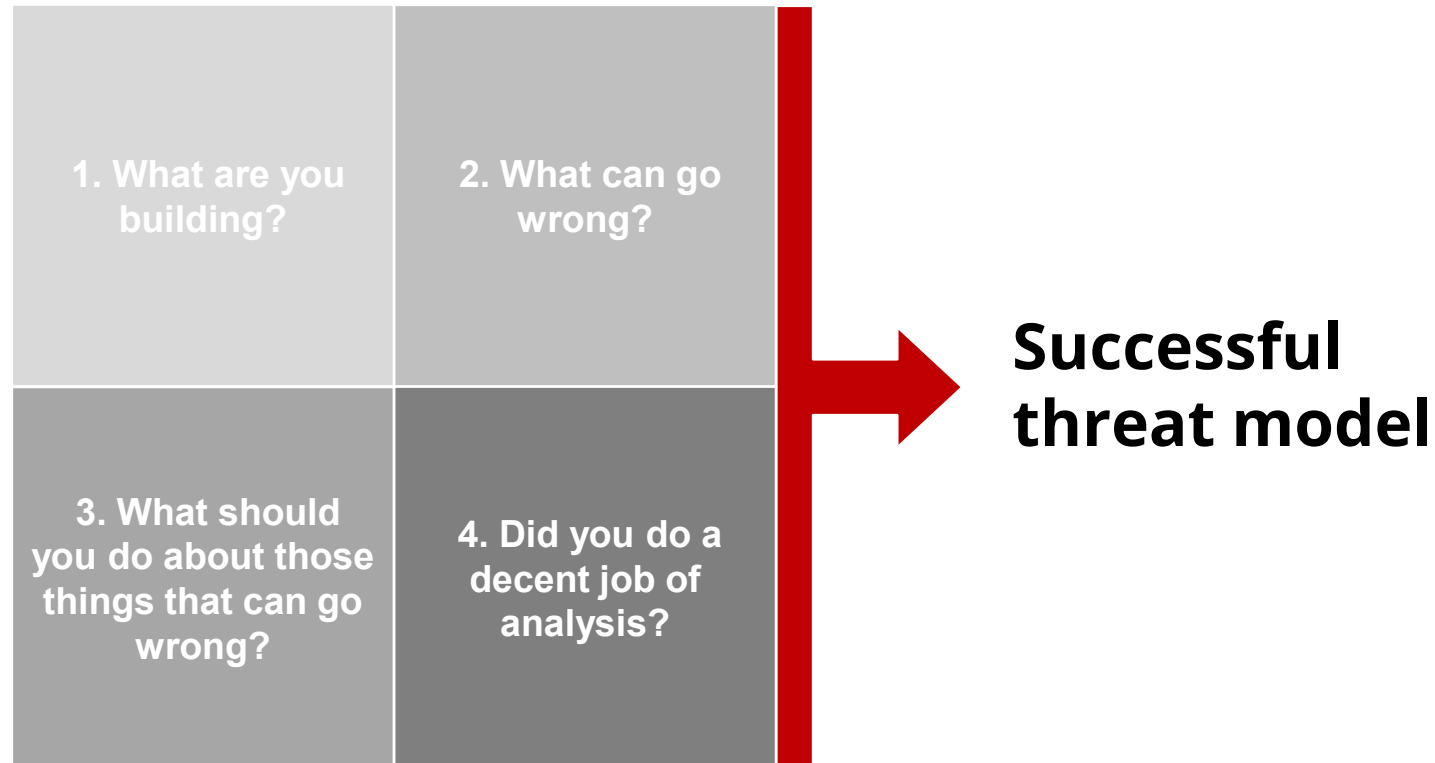 1. What are you
building?
2. What can go
wrong?
3. What should
you do about those
things that can go
wrong?
4. Did you do a
decent job of
analysis?
Successful
threat model